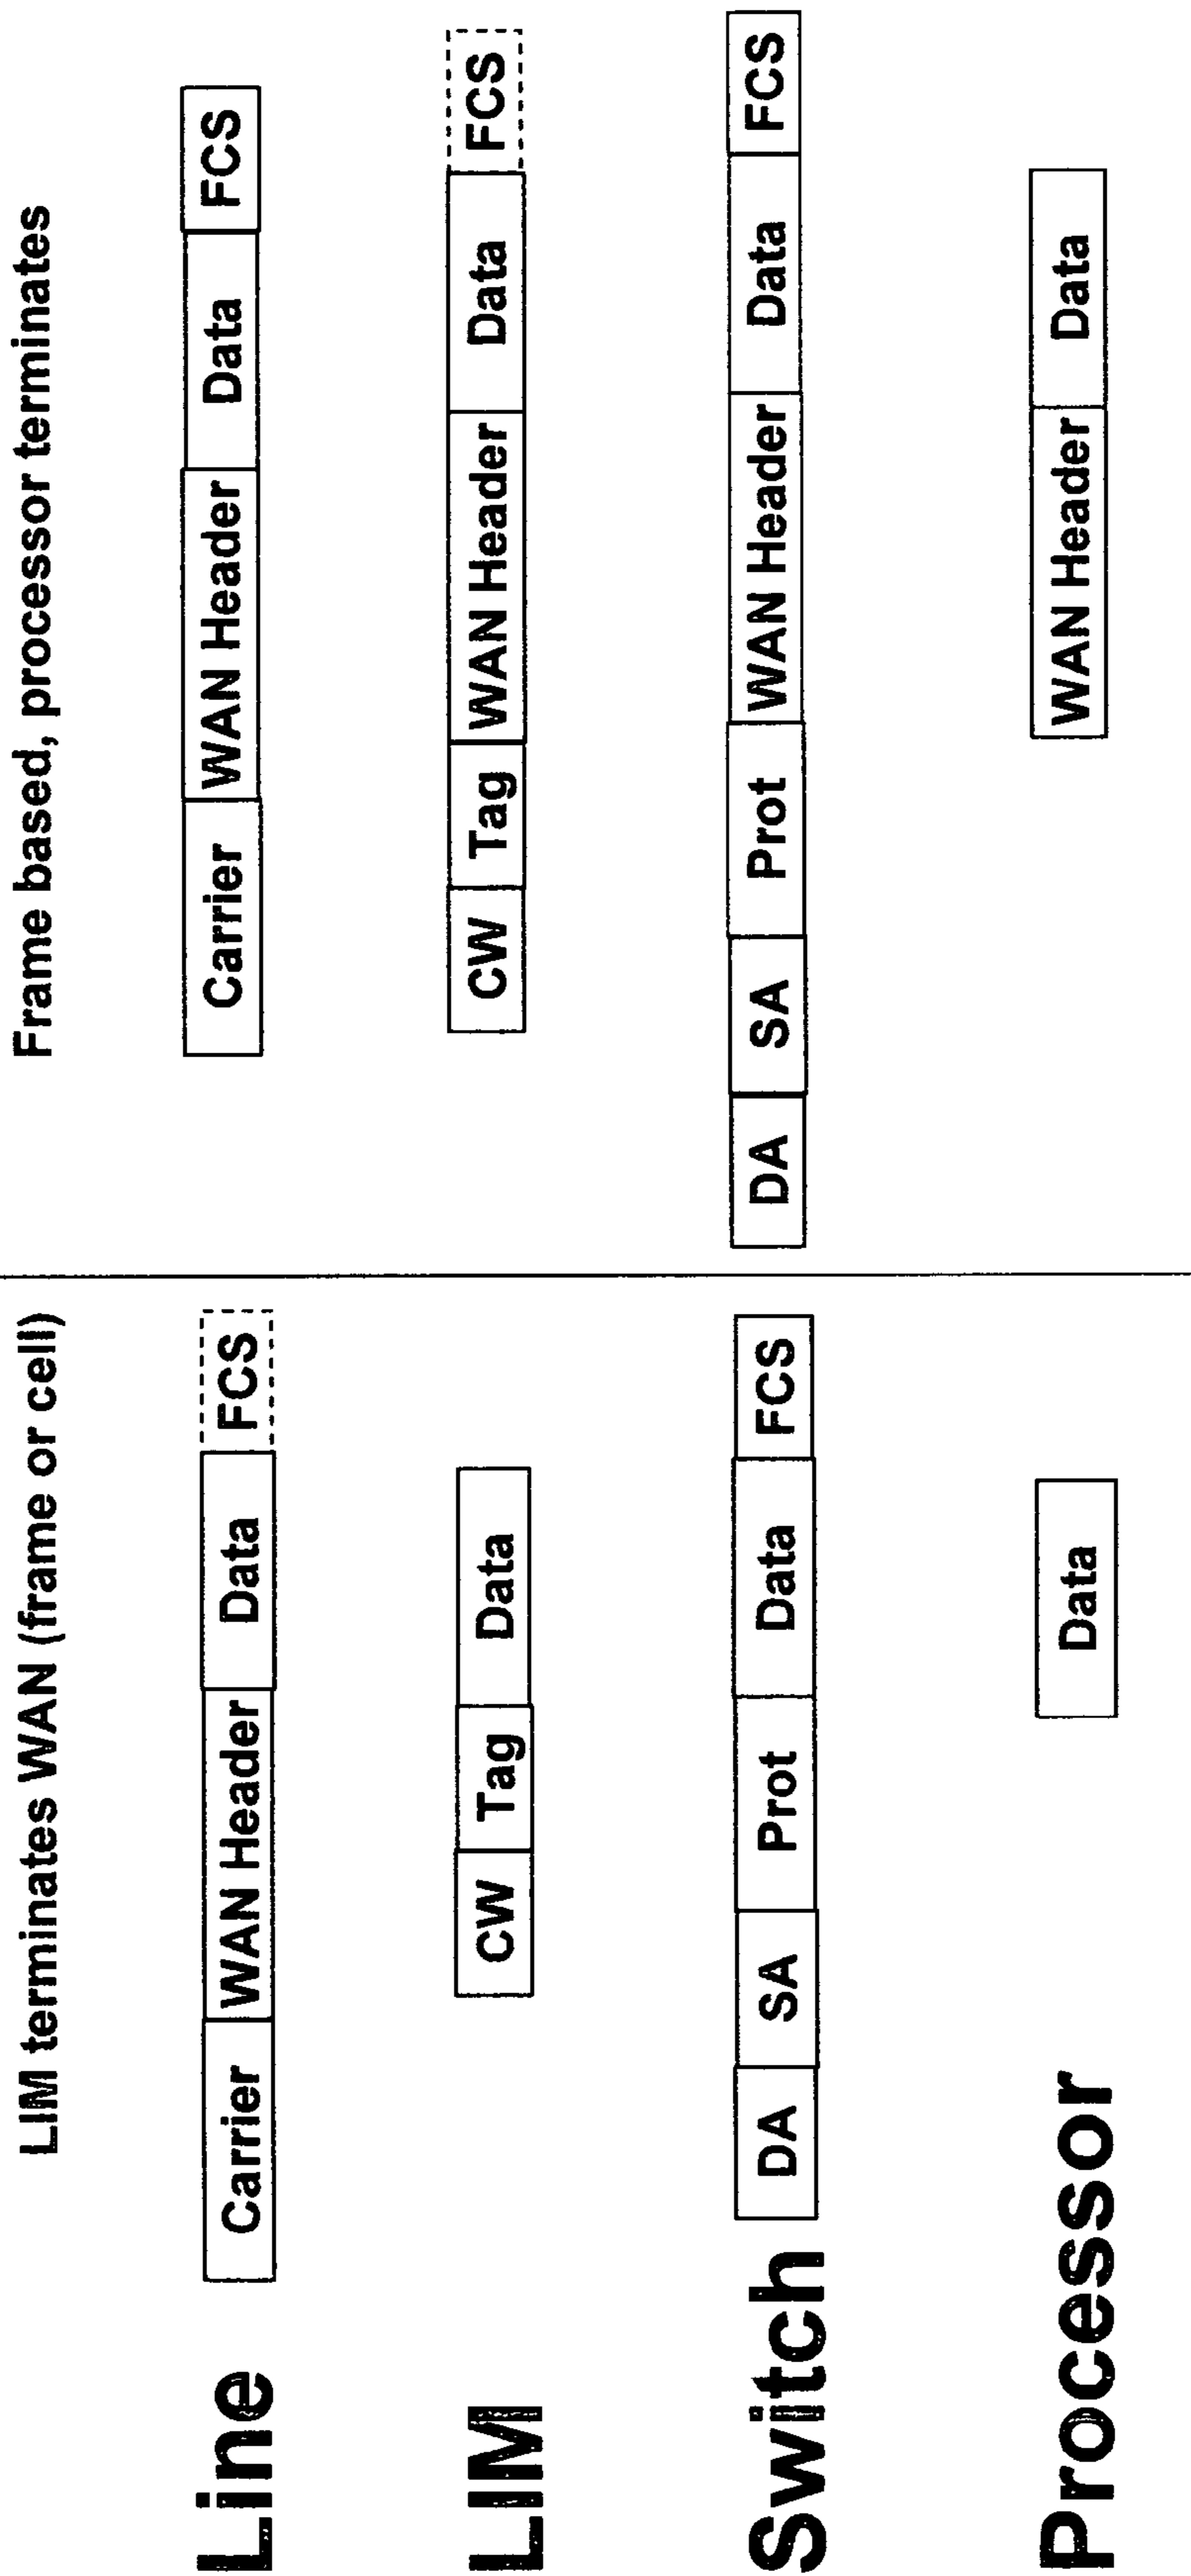 LIM terminates WAN (frame or cell)
Frame based, processor terminates
Line
Carrier WAN Header Data FCS
Carrier WAN Header Data FCS
LIM
CW Tag Data
CW Tag WAN Header Data FCS
Switch
DA SA Prot Data FCS
DA SA Prot WAN Header Data FCS
Processor
Data
WAN Header Data